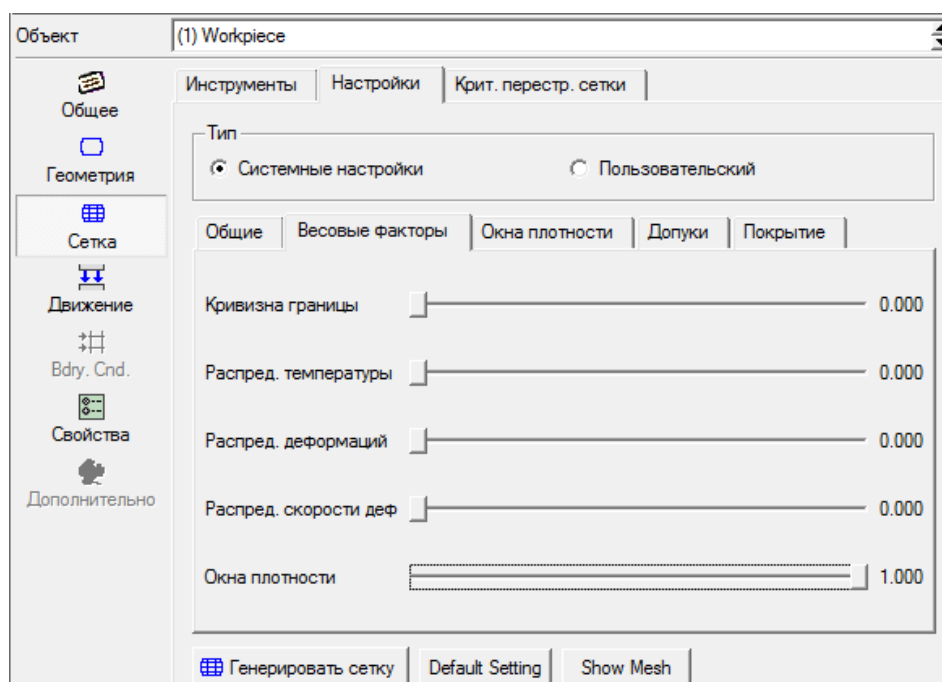 Объект (1) Workpiece
Общее
Геометрия
Сетка
Движение
Bdry. Cnd.
Свойства
Дополнительно
Инструменты Настройки Крит. перестр. сетки
Тип
Системные настройки Пользовательский
Общие Весовые факторы Окна плотности Допуки Покрытие
Кривизна границы 0.000
Распред. температуры 0.000
Распред. деформаций 0.000
Распред. скорости деф 0.000
Окна плотности 1.000
Генерировать сетку Default Setting Show Mesh